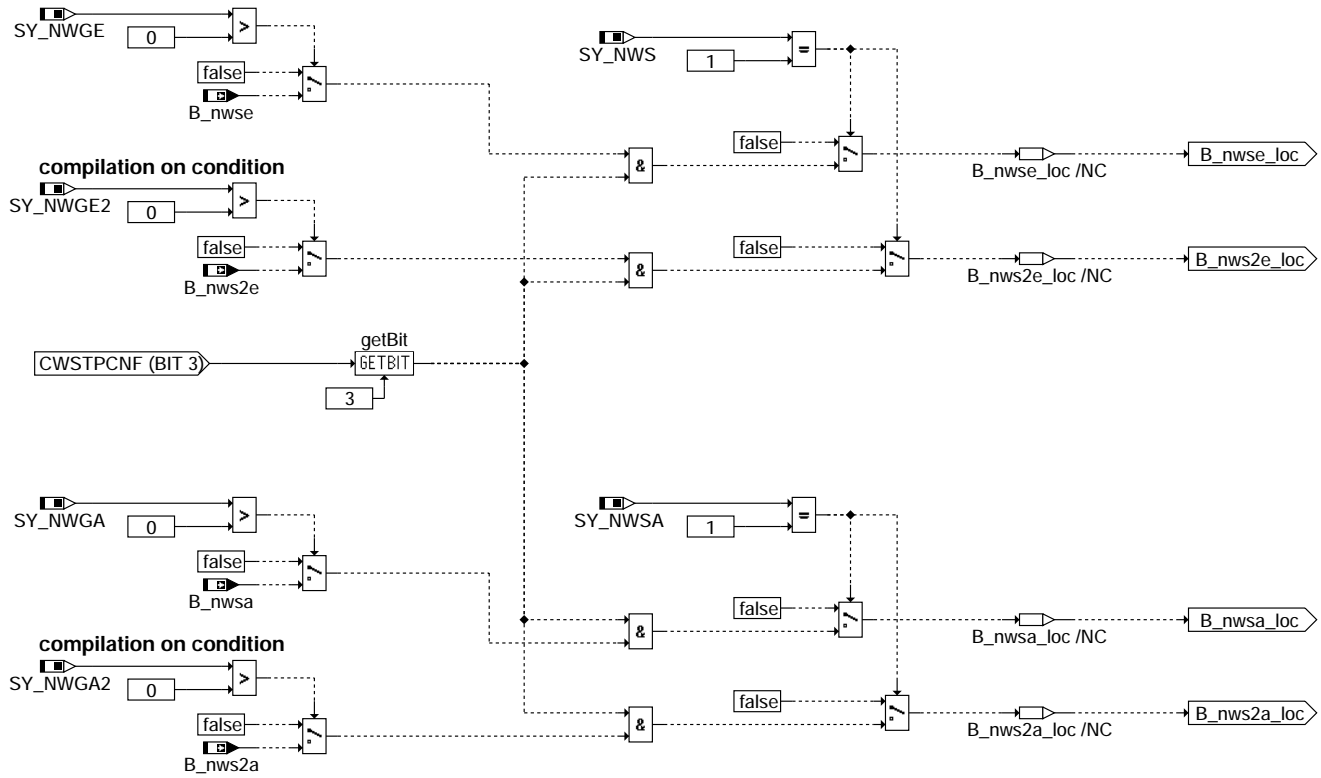 SY_NWGE
0
>
false
B_nwse
SY_NWS
1
=
false
&
B_nwse_loc /NC
B_nwse_loc
compilation on condition
SY_NWGE2
0
>
false
B_nws2e
false
&
B_nws2e_loc /NC
B_nws2e_loc
getBit
CWSTPCNF (BIT 3)
GETBIT
3
SY_NWGA
0
>
false
B_nwsa
SY_NWSA
1
=
false
&
B_nwsa_loc /NC
B_nwsa_loc
compilation on condition
SY_NWGA2
0
>
false
B_nws2a
false
&
B_nws2a_loc /NC
B_nws2a_loc